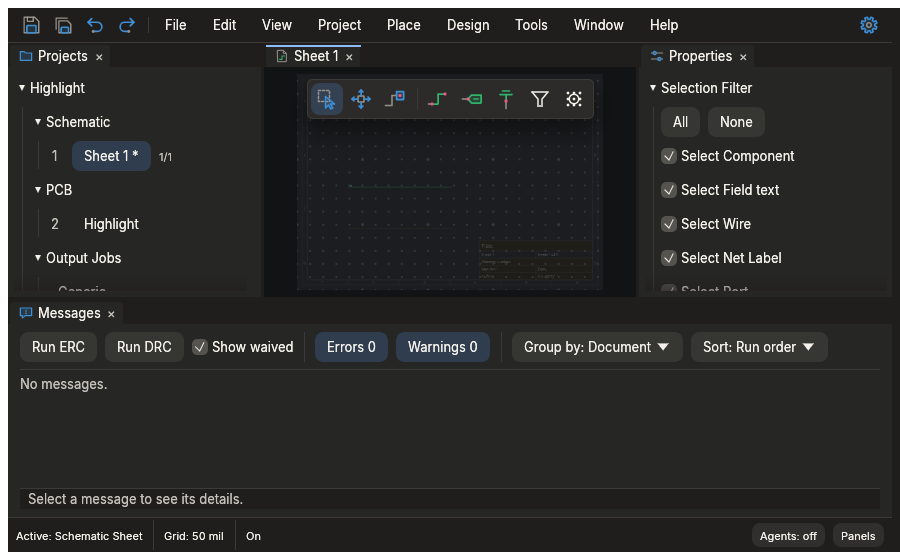 File Edit View Project Place Design Tools Window Help
Projects × Sheet 1 × Properties ×
Highlight
Schematic
1 Sheet 1 * 1/1
PCB
2 Highlight
Output Jobs
Generic
Selection Filter
All None
Select Component
Select Field text
Select Wire
Select Net Label
Select Port
Messages ×
Run ERC Run DRC Show waived Errors 0 Warnings 0 Group by: Document Sort: Run order
No messages.
Select a message to see its details.
Active: Schematic Sheet Grid: 50 mil On Agents: off Panels